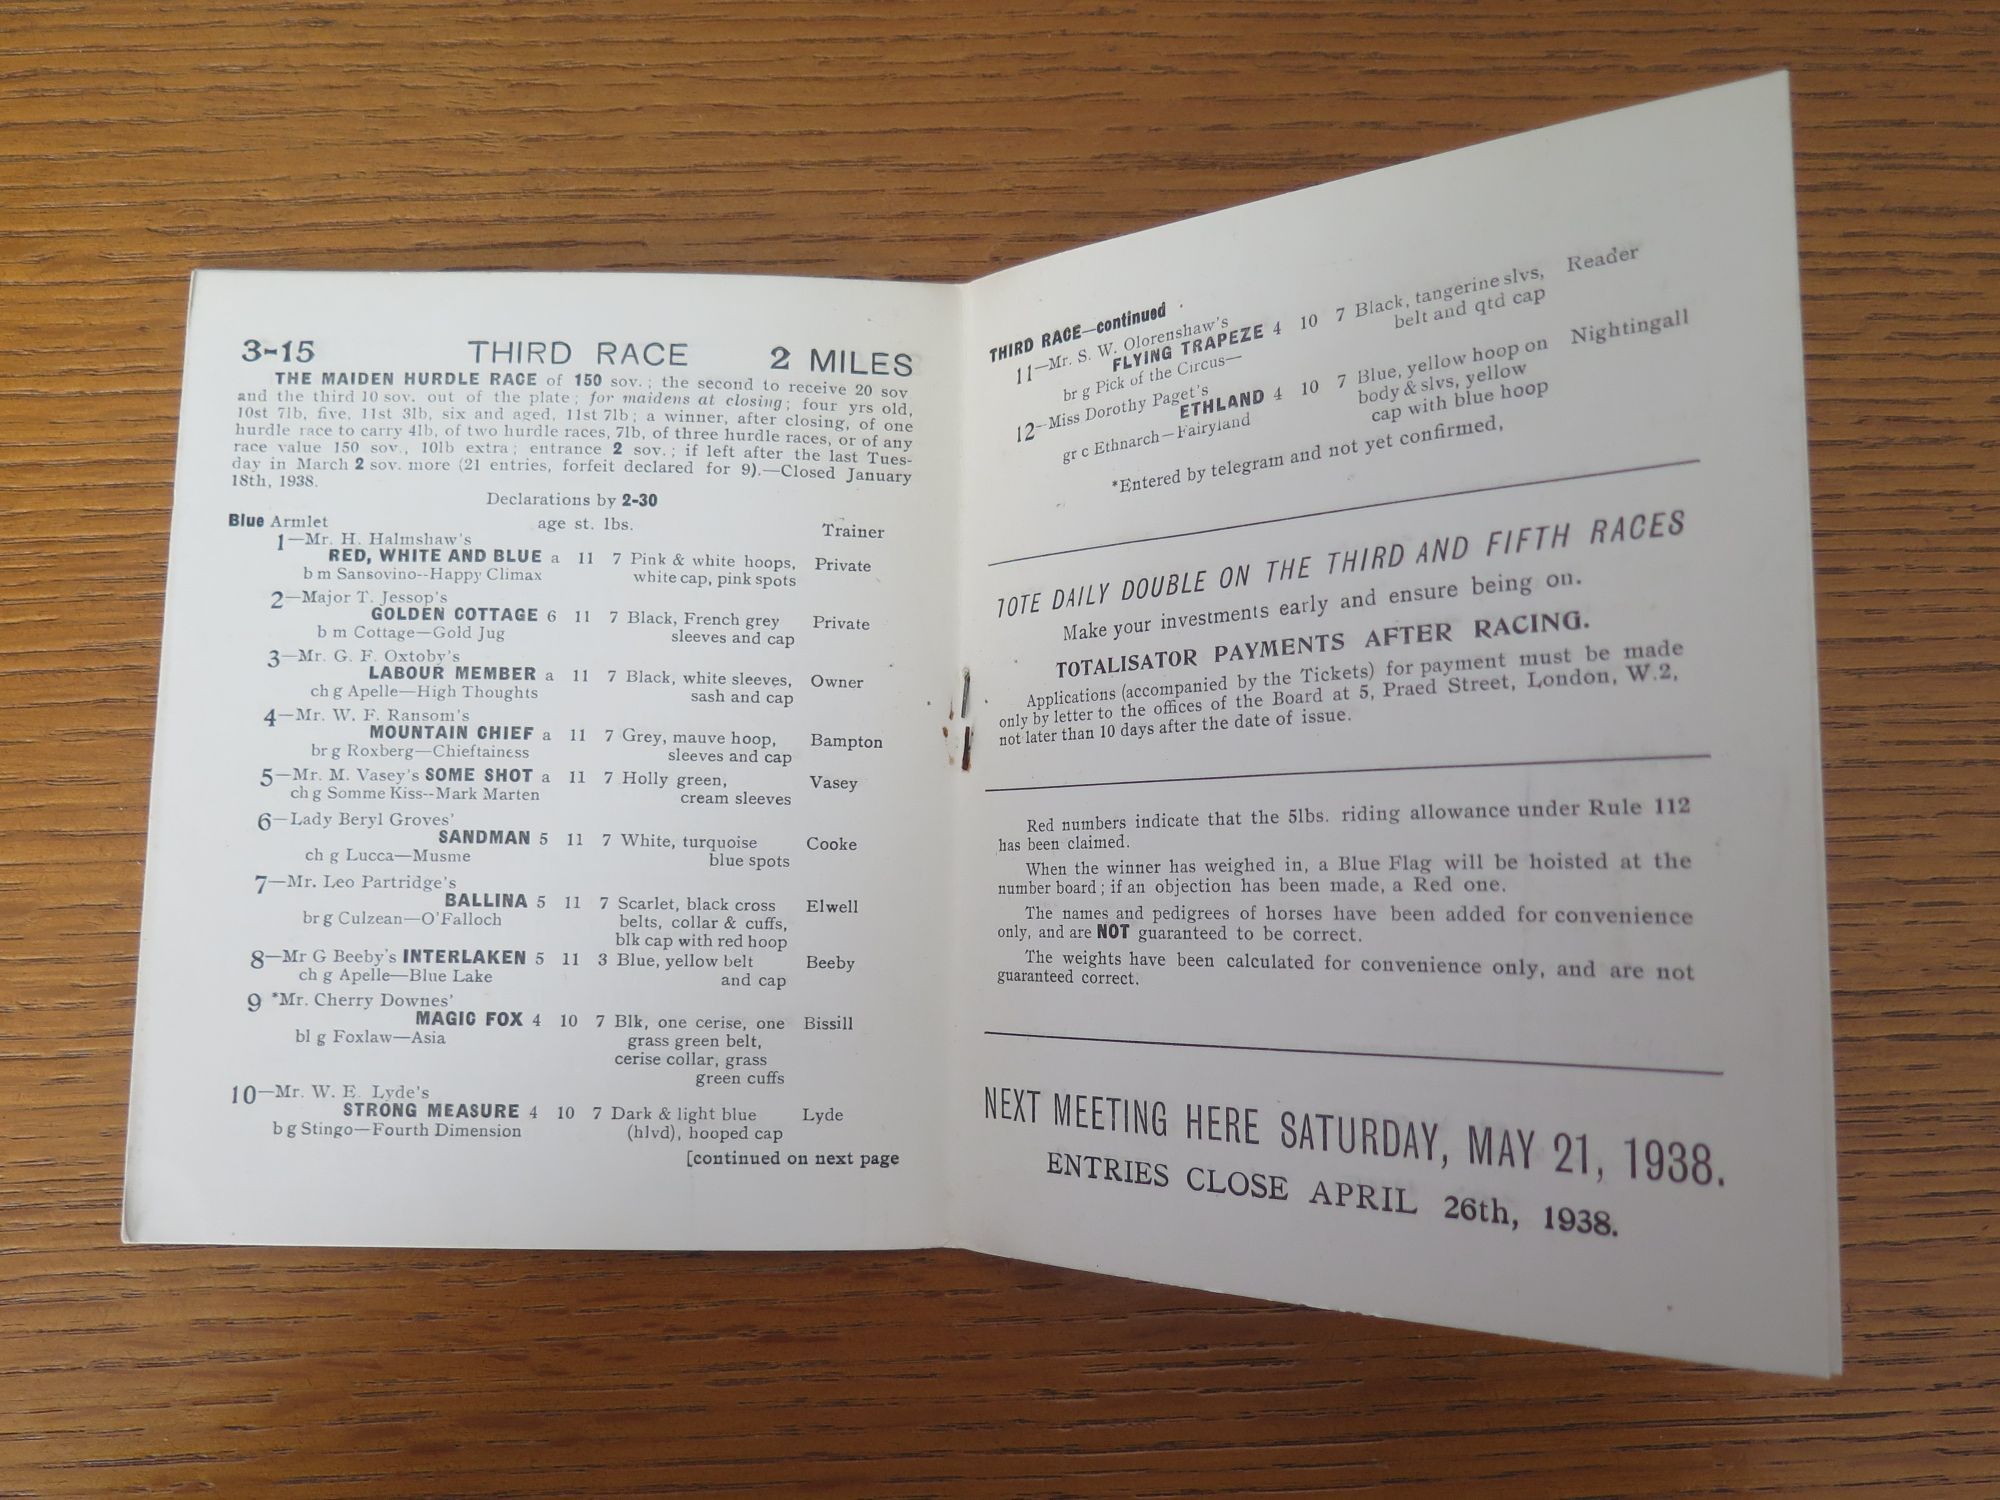 3-15 THIRD RACE 2 MILES
THE MAIDEN HURDLE RACE of 150 sov.; the second to receive 20 sov
and the third 10 sov. out of the plate; for maidens at closing; four yrs old,
10st 7lb, five, 11st 3lb, six and aged, 11st 7lb; a winner, after closing, of one
hurdle race to carry 4lb, of two hurdle races, 7lb, of three hurdle races, or of any
race value 150 sov., 10lb extra; entrance 2 sov.; if left after the last Tues-
day in March 2 sov. more (21 entries, forfeit declared for 9).—Closed January
18th, 1938.
Declarations by 2-30
Blue Armlet age st. lbs. Trainer
1—Mr. H. Halmshaw's
RED, WHITE AND BLUE a 11 7 Pink & white hoops, Private
b m Sansovino--Happy Climax white cap, pink spots
2—Major T. Jessop's
GOLDEN COTTAGE 6 11 7 Black, French grey Private
b m Cottage—Gold Jug sleeves and cap
3—Mr. G. F. Oxtoby's
LABOUR MEMBER a 11 7 Black, white sleeves, Owner
ch g Apelle—High Thoughts sash and cap
4—Mr. W. F. Ransom's
MOUNTAIN CHIEF a 11 7 Grey, mauve hoop, Bampton
br g Roxberg—Chieftainess sleeves and cap
5—Mr. M. Vasey's SOME SHOT a 11 7 Holly green, Vasey
ch g Somme Kiss--Mark Marten cream sleeves
6—Lady Beryl Groves'
SANDMAN 5 11 7 White, turquoise Cooke
ch g Lucca—Musme blue spots
7—Mr. Leo Partridge's
BALLINA 5 11 7 Scarlet, black cross Elwell
br g Culzean—O'Falloch belts, collar & cuffs,
blk cap with red hoop
8—Mr G Beeby's INTERLAKEN 5 11 3 Blue, yellow belt Beeby
ch g Apelle—Blue Lake and cap
9 *Mr. Cherry Downes'
MAGIC FOX 4 10 7 Blk, one cerise, one Bissill
bl g Foxlaw—Asia grass green belt,
cerise collar, grass
green cuffs
10—Mr. W. E. Lyde's
STRONG MEASURE 4 10 7 Dark & light blue Lyde
b g Stingo—Fourth Dimension (hlvd), hooped cap
[continued on next page
THIRD RACE—continued
11—Mr. S. W. Olorenshaw's
FLYING TRAPEZE 4 10 7 Black, tangerine slvs, Reader
br g Pick of the Circus— belt and qtd cap
12—Miss Dorothy Paget's
ETHLAND 4 10 7 Blue, yellow hoop on Nightingall
gr c Ethnarch—Fairyland body & slvs, yellow
cap with blue hoop
*Entered by telegram and not yet confirmed,
TOTE DAILY DOUBLE ON THE THIRD AND FIFTH RACES
Make your investments early and ensure being on.
TOTALISATOR PAYMENTS AFTER RACING.
Applications (accompanied by the Tickets) for payment must be made
only by letter to the offices of the Board at 5, Praed Street, London, W.2,
not later than 10 days after the date of issue.
Red numbers indicate that the 5lbs. riding allowance under Rule 112
has been claimed.
When the winner has weighed in, a Blue Flag will be hoisted at the
number board; if an objection has been made, a Red one.
The names and pedigrees of horses have been added for convenience
only, and are NOT guaranteed to be correct.
The weights have been calculated for convenience only, and are not
guaranteed correct.
NEXT MEETING HERE SATURDAY, MAY 21, 1938.
ENTRIES CLOSE APRIL 26th, 1938.